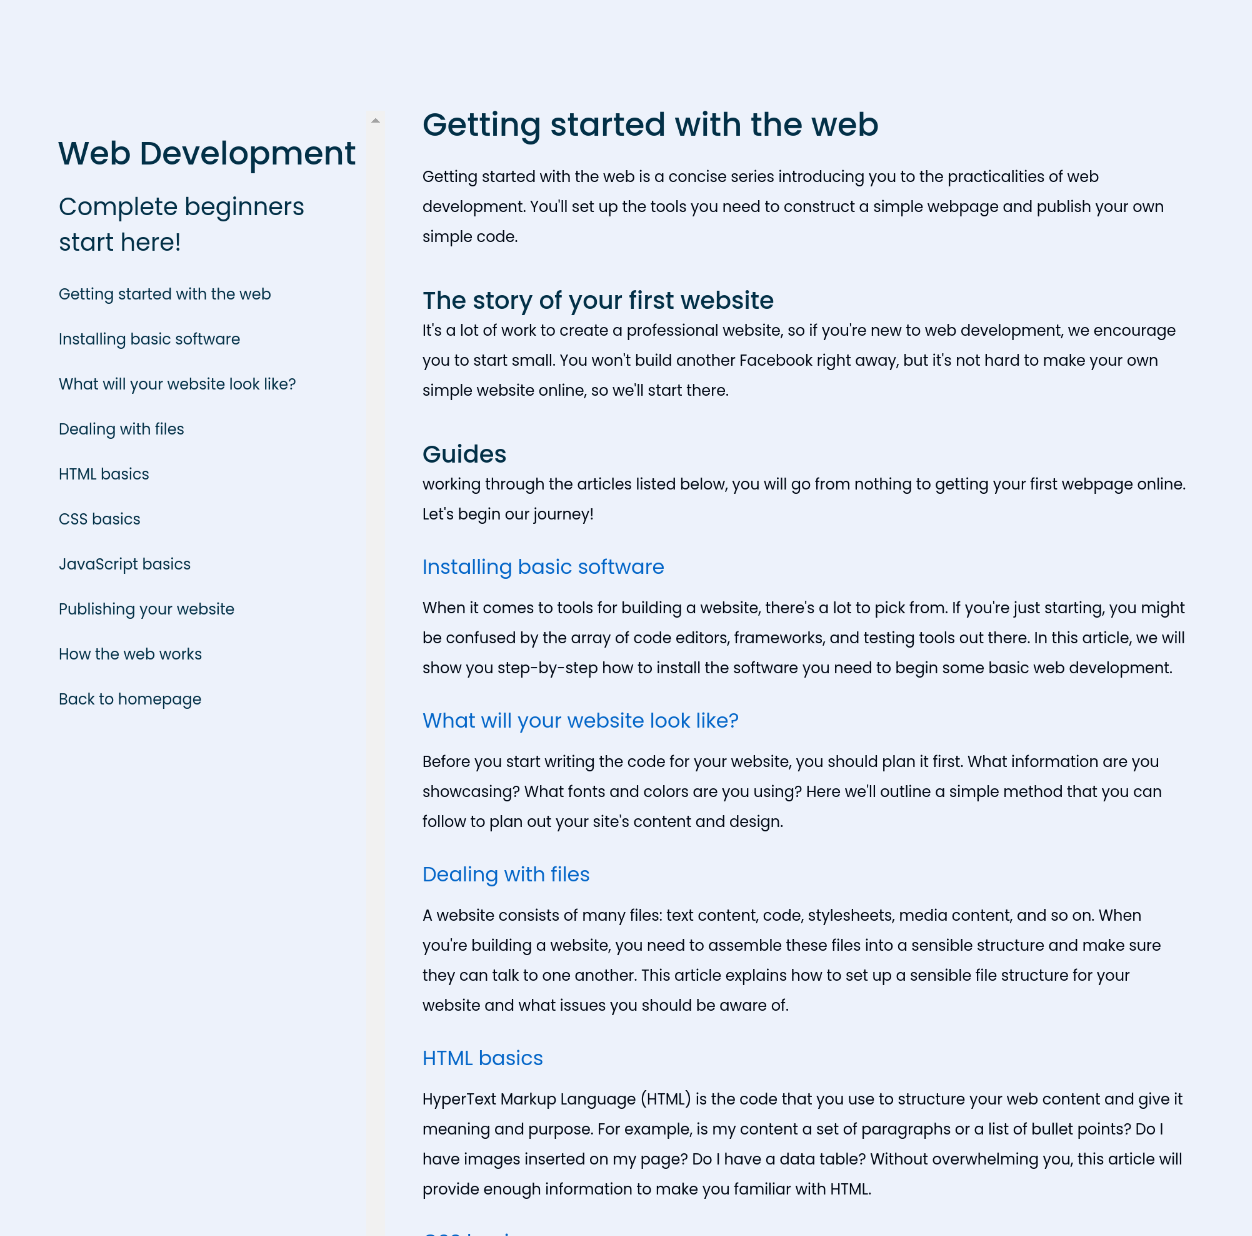 Web Development
Complete beginners
start here!
Getting started with the web
Installing basic software
What will your website look like?
Dealing with files
HTML basics
CSS basics
JavaScript basics
Publishing your website
How the web works
Back to homepage
Getting started with the web
Getting started with the web is a concise series introducing you to the practicalities of web
development. You'll set up the tools you need to construct a simple webpage and publish your own
simple code.
The story of your first website
It's a lot of work to create a professional website, so if you're new to web development, we encourage
you to start small. You won't build another Facebook right away, but it's not hard to make your own
simple website online, so we'll start there.
Guides
working through the articles listed below, you will go from nothing to getting your first webpage online.
Let's begin our journey!
Installing basic software
When it comes to tools for building a website, there's a lot to pick from. If you're just starting, you might
be confused by the array of code editors, frameworks, and testing tools out there. In this article, we will
show you step-by-step how to install the software you need to begin some basic web development.
What will your website look like?
Before you start writing the code for your website, you should plan it first. What information are you
showcasing? What fonts and colors are you using? Here we'll outline a simple method that you can
follow to plan out your site's content and design.
Dealing with files
A website consists of many files: text content, code, stylesheets, media content, and so on. When
you're building a website, you need to assemble these files into a sensible structure and make sure
they can talk to one another. This article explains how to set up a sensible file structure for your
website and what issues you should be aware of.
HTML basics
HyperText Markup Language (HTML) is the code that you use to structure your web content and give it
meaning and purpose. For example, is my content a set of paragraphs or a list of bullet points? Do I
have images inserted on my page? Do I have a data table? Without overwhelming you, this article will
provide enough information to make you familiar with HTML.